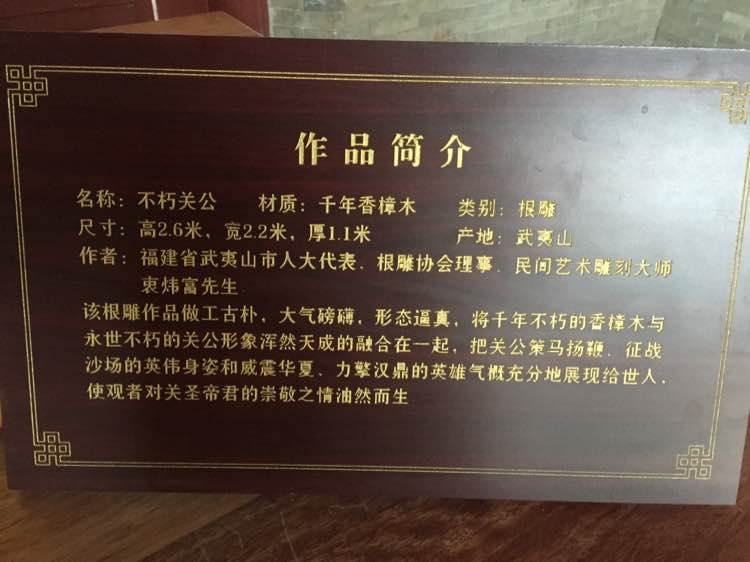 作品简介
名称：不朽关公 材质：千年香樟木 类别：根雕
尺寸：高2.6米，宽2.2米，厚1.1米 产地：武夷山
作者：福建省武夷山市人大代表．根雕协会理事．民间艺术雕刻大师
衷炜富先生．
该根雕作品做工古朴，大气磅礴，形态逼真，将千年不朽的香樟木与
永世不朽的关公形象浑然天成的融合在一起，把关公策马扬鞭．征战
沙场的英伟身姿和威震华夏．力擎汉鼎的英雄气概充分地展现给世人，
使观者对关圣帝君的崇敬之情油然而生